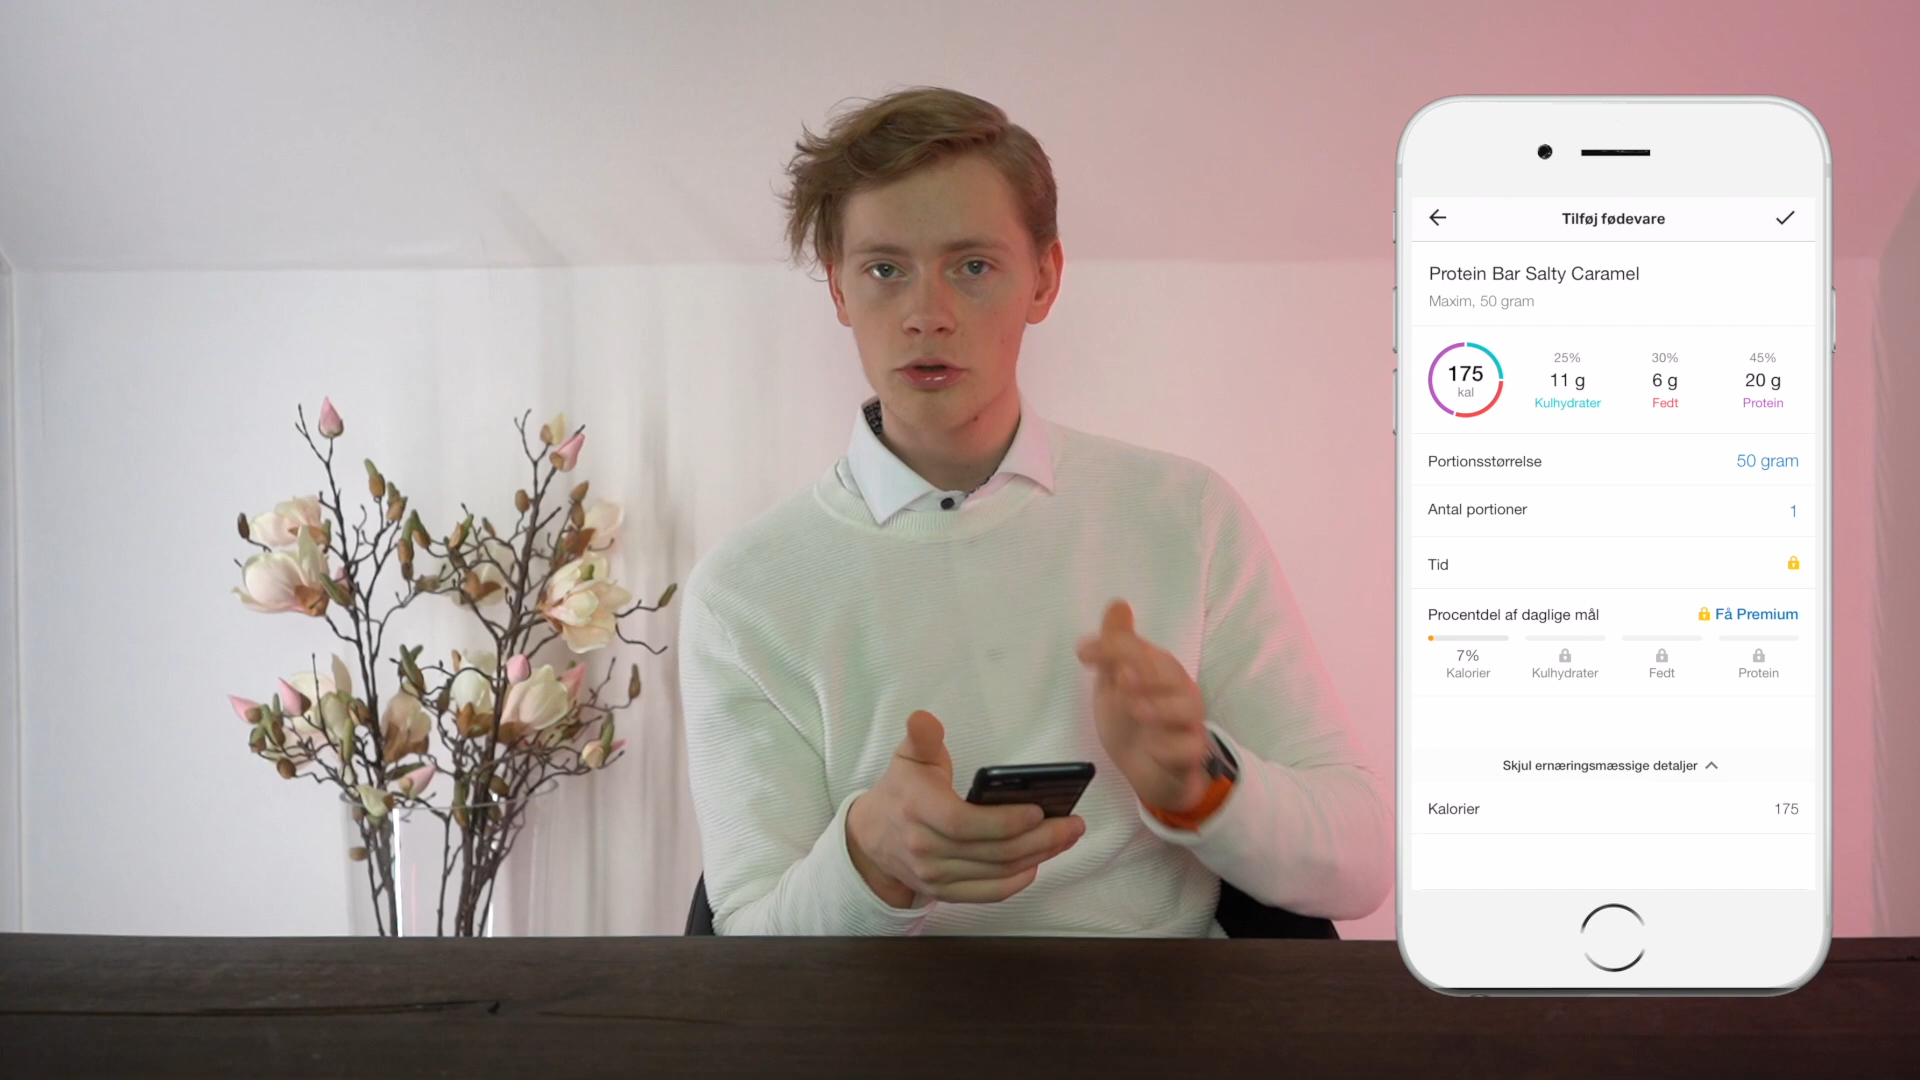 Tilføj fødevare
Protein Bar Salty Caramel
Maxim, 50 gram
175
kal
25%
11 g
Kulhydrater
30%
6 g
Fedt
45%
20 g
Protein
Portionsstørrelse
50 gram
Antal portioner
1
Tid
Procentdel af daglige mål
Få Premium
7%
Kalorier
Kulhydrater
Fedt
Protein
Skjul ernæringsmæssige detaljer
Kalorier
175